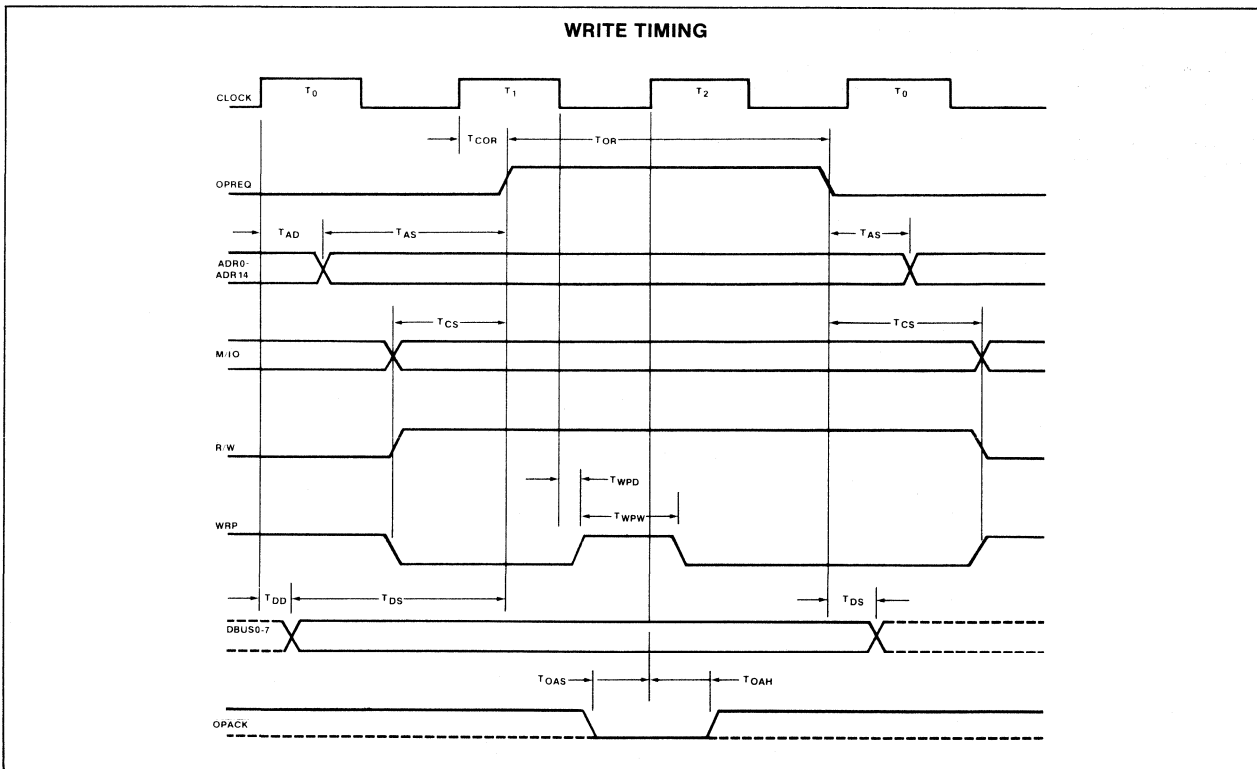 WRITE TIMING
CLOCK T0 T1 T2 T0
TCOR TOR
OPREQ
TAD TAS TAS
ADR0-
ADR14
TCS TCS
M/IO
R/W
TWPD
TWPW
WRP
TDD TDS TDS
DBUS0-7
TOAS TOAH
OPACK